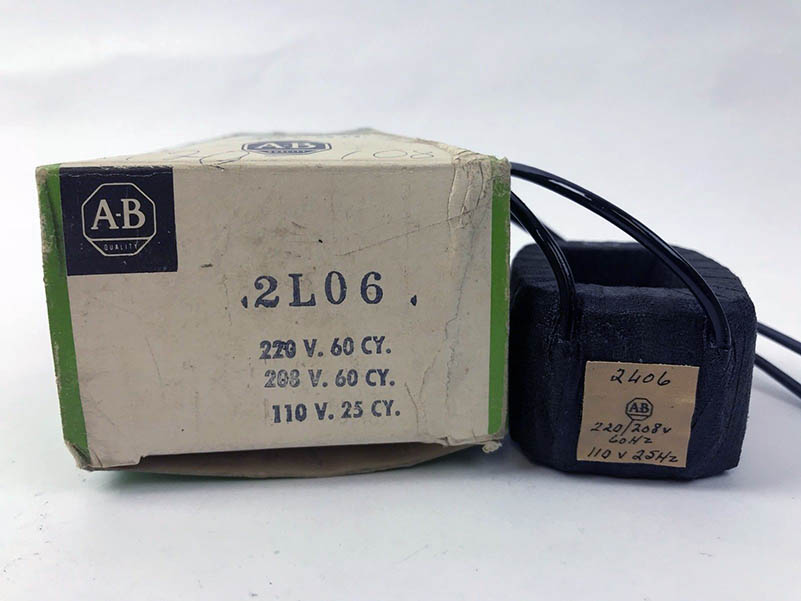 A-B
A-B
QUALITY
2L06
220 V. 60 CY.
208 V. 60 CY.
110 V. 25 CY.
2406
AB
220/208V
60HZ
110 V 25HZ